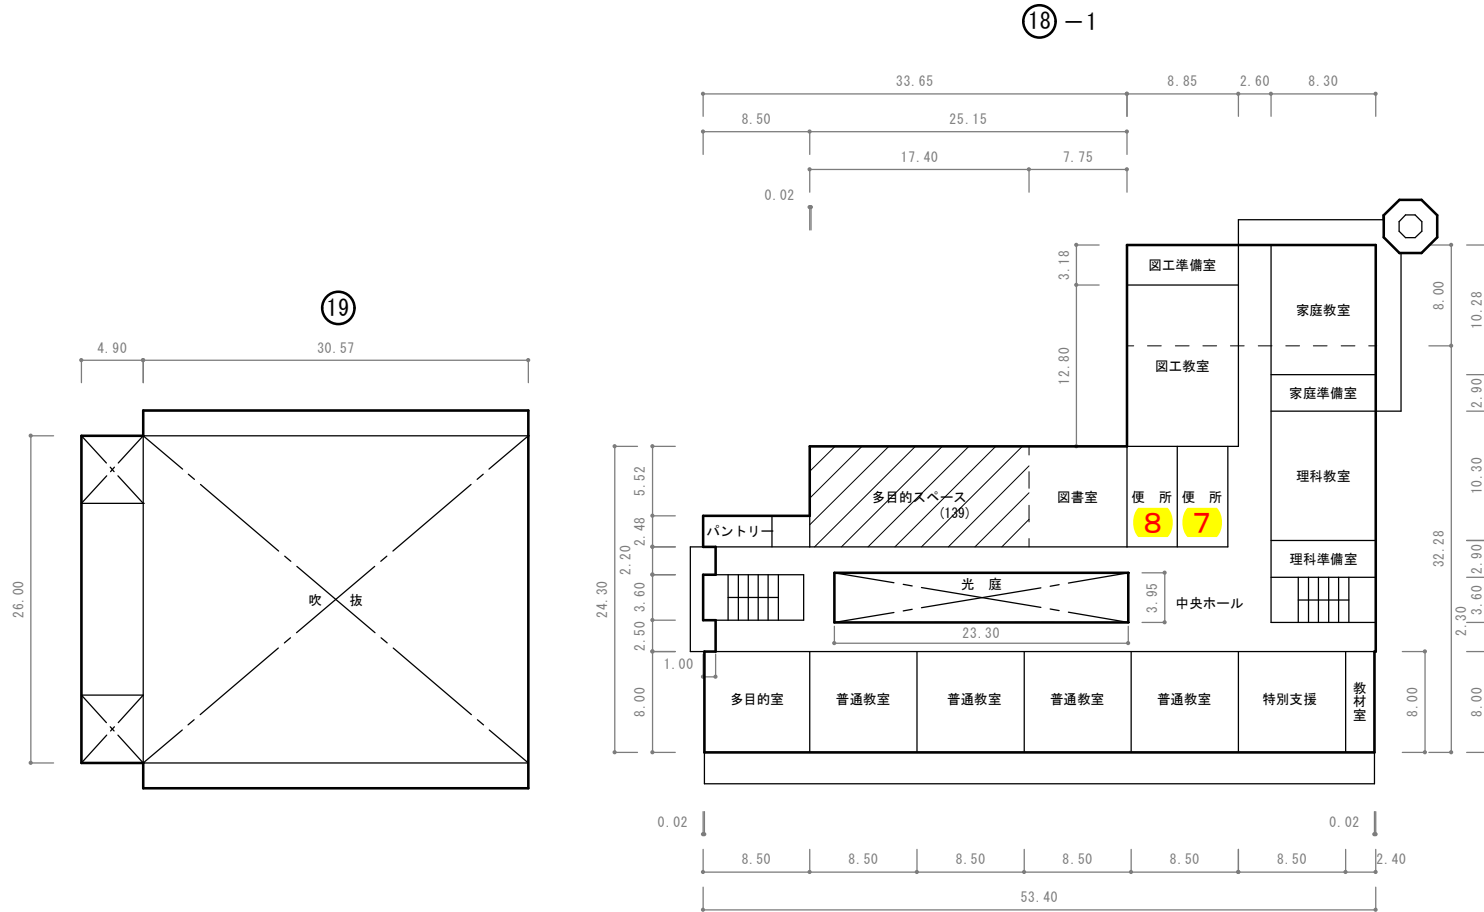 ⑱-1
33.65
8.85
2.60
8.30
8.50
25.15
17.40
7.75
0.02
3.18
12.80
8.00
10.28
2.90
10.30
32.28
2.90
3.60
2.30
8.00
8.00
図工準備室
家庭教室
図工教室
家庭準備室
理科教室
理科準備室
⑲
4.90
30.57
26.00
吹 抜
24.30
5.52
2.48
2.20
3.60
2.50
8.00
1.00
多目的スペース
(139)
図書室
便 所
便 所
8
7
パントリー
光 庭
3.95
中央ホール
23.30
多目的室
普通教室
普通教室
普通教室
普通教室
特別支援
教材室
0.02
0.02
8.50
8.50
8.50
8.50
8.50
8.50
2.40
53.40